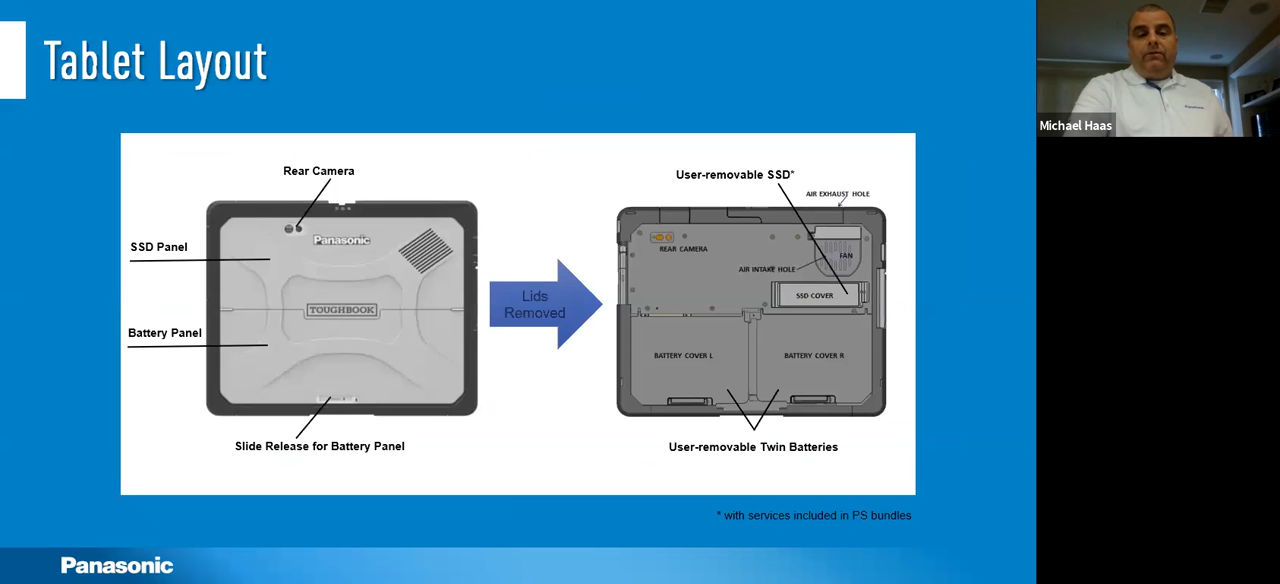 Tablet Layout
Michael Haas
Rear Camera
SSD Panel
Panasonic
TOUGHBOOK
Battery Panel
Slide Release for Battery Panel
Lids
Removed
User-removable SSD*
AIR EXHAUST HOLE
REAR CAMERA
FAN
AIR INTAKE HOLE
SSD COVER
BATTERY COVER L
BATTERY COVER R
User-removable Twin Batteries
* with services included in PS bundles
Panasonic
Panasonic